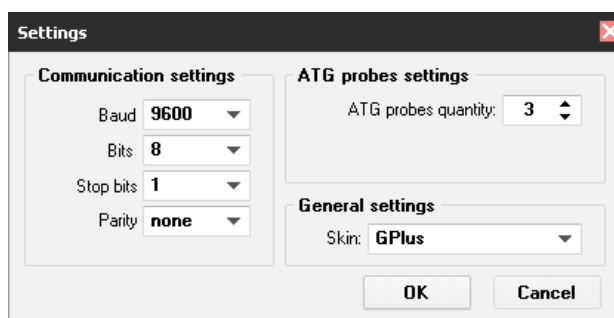 Settings
Communication settings
Baud 9600
Bits 8
Stop bits 1
Parity none
ATG probes settings
ATG probes quantity: 3
General settings
Skin: GPlus
OK Cancel